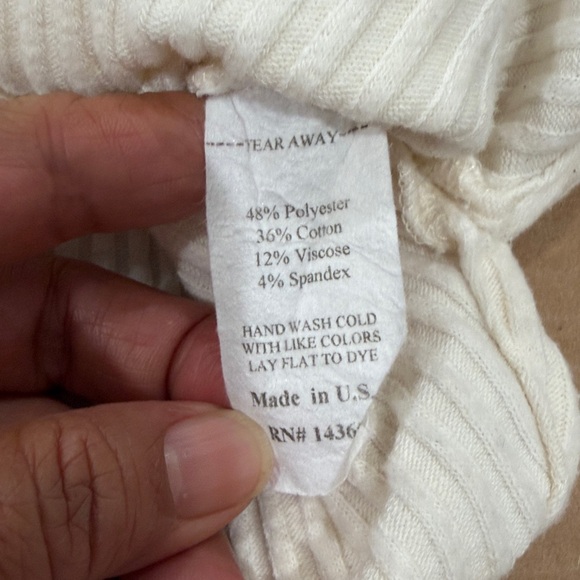 ----TEAR AWAY----
48% Polyester
36% Cotton
12% Viscose
4% Spandex
HAND WASH COLD
WITH LIKE COLORS
LAY FLAT TO DYE
Made in U.S.
RN# 1436